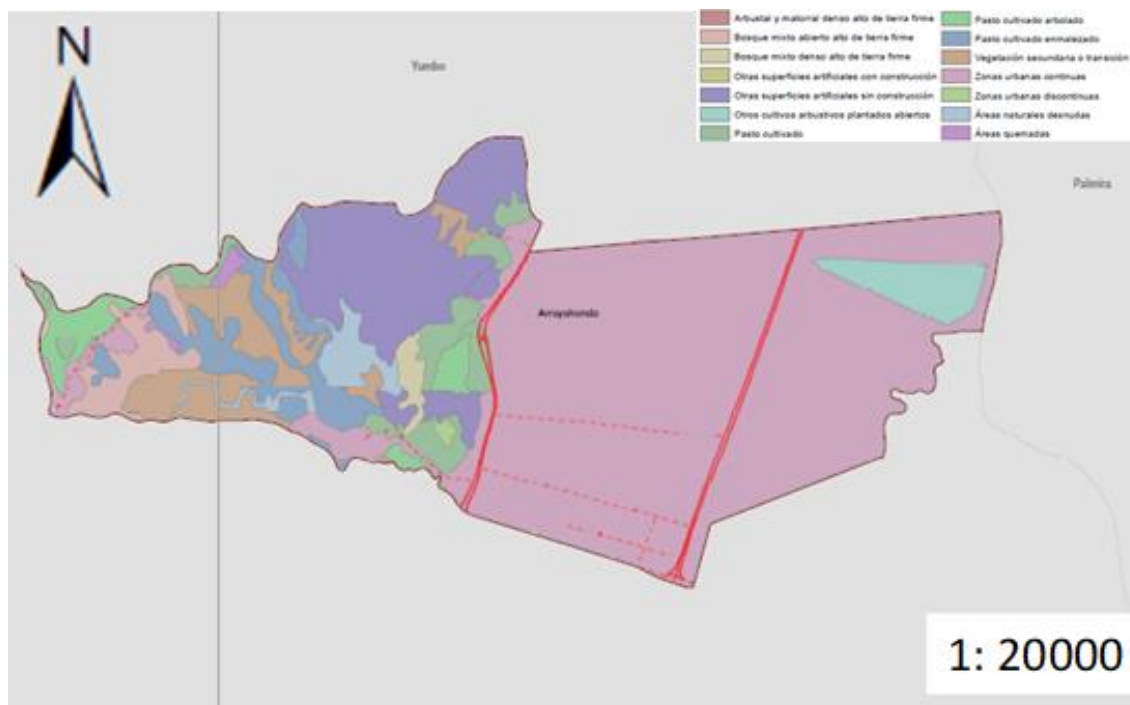 N
Yumbo
Palmira
Arroyohondo
Arbustal y matorral denso alto de tierra firme
Bosque mixto abierto alto de tierra firme
Bosque mixto denso alto de tierra firme
Otras superficies artificiales con construcción
Otras superficies artificiales sin construcción
Otros cultivos arbustivos plantados abiertos
Pasto cultivado
Pasto cultivado arbolado
Pasto cultivado enmalezado
Vegetación secundaria o transición
Zonas urbanas continuas
Zonas urbanas discontinuas
Áreas naturales desnudas
Áreas quemadas
1: 20000